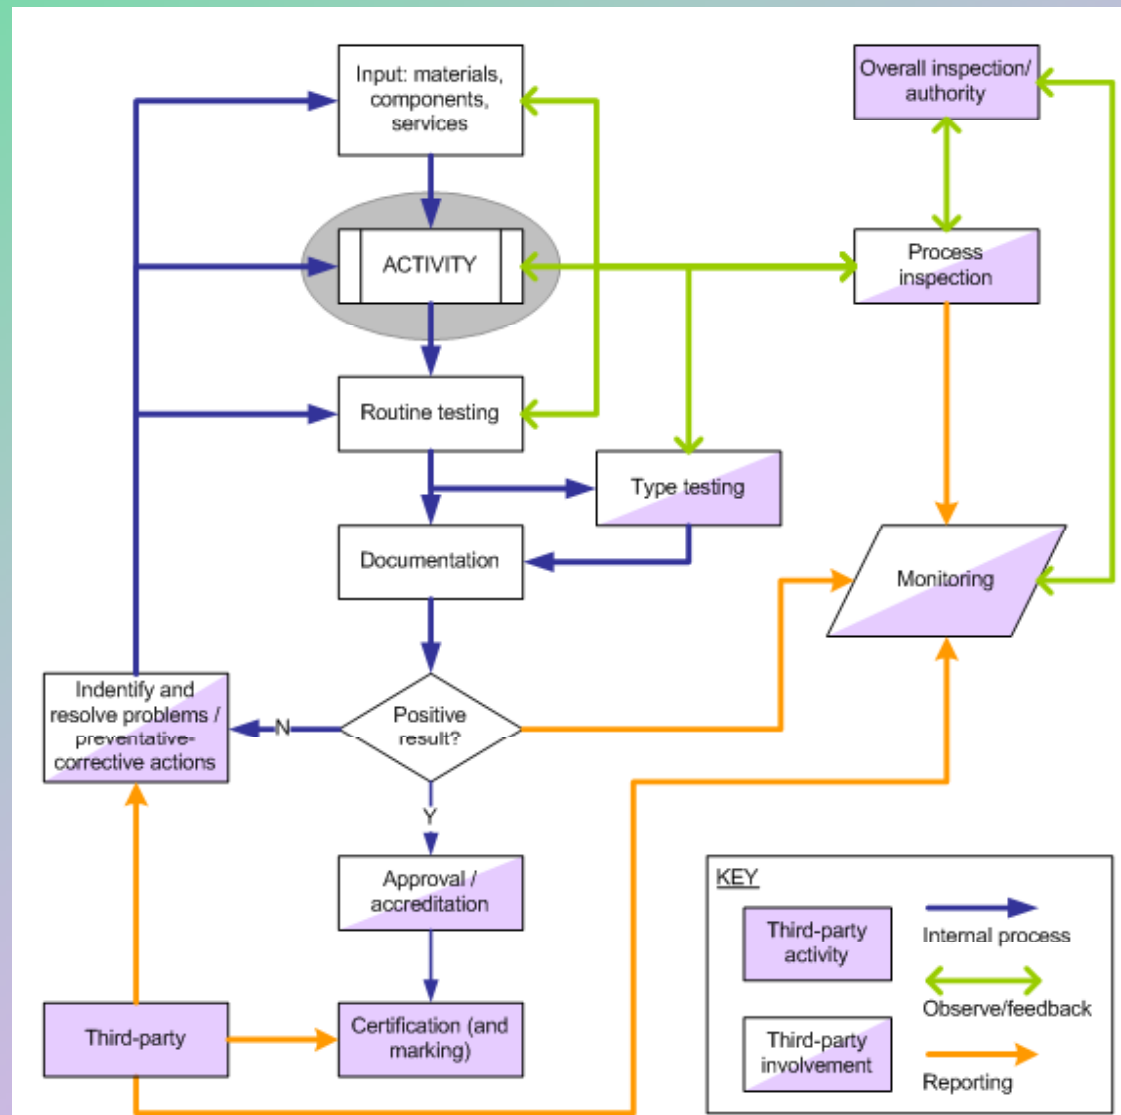 Input: materials,
components,
services
Overall inspection/
authority
ACTIVITY
Process
inspection
Routine testing
Type testing
Documentation
Monitoring
Indentify and
resolve problems /
preventative-
corrective actions
N
Positive
result?
Y
Approval /
accreditation
Third-party
Certification (and
marking)
KEY
Third-party
activity
Internal process
Observe/feedback
Third-party
involvement
Reporting